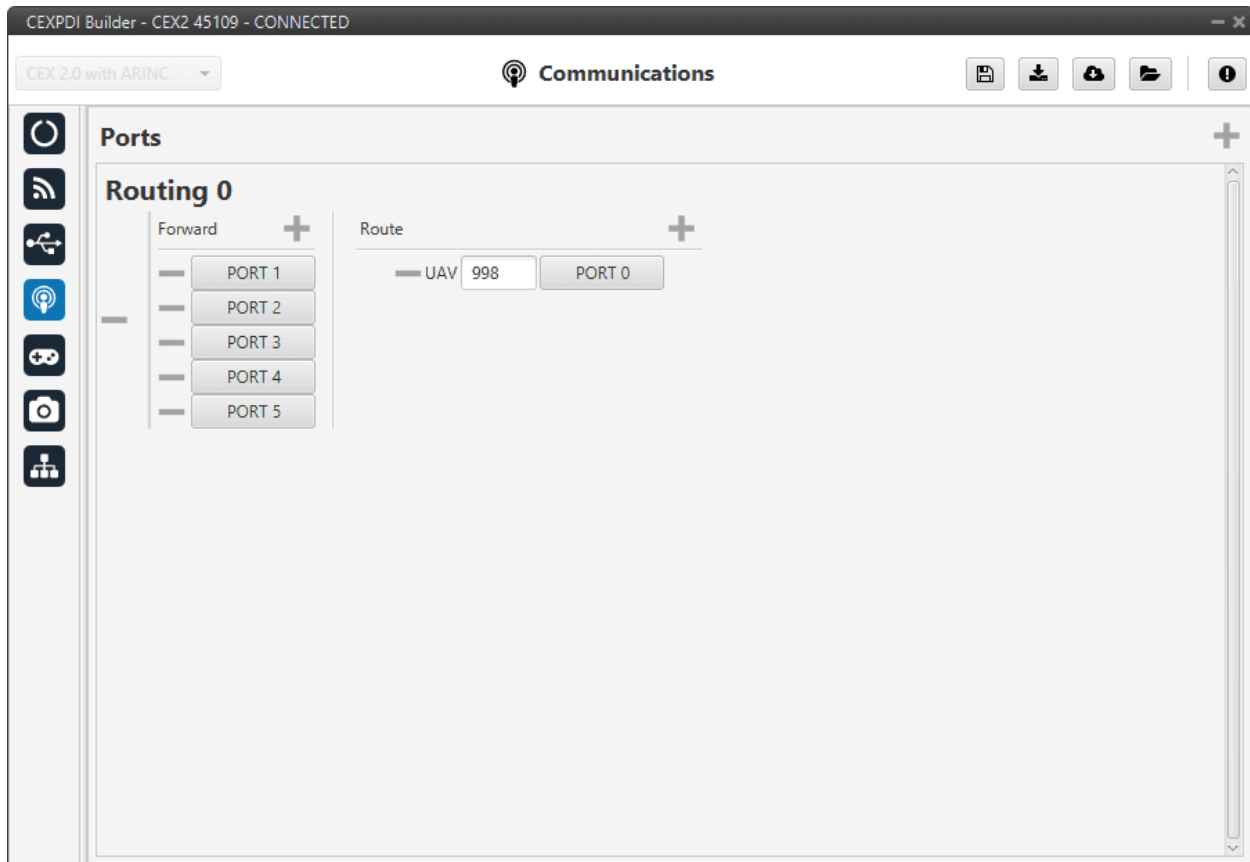 CEXPDI Builder - CEX2 45109 - CONNECTED
CEX 2.0 with ARINC
Communications
Ports
Routing 0
Forward
Route
PORT 1
UAV 998 PORT 0
PORT 2
PORT 3
PORT 4
PORT 5